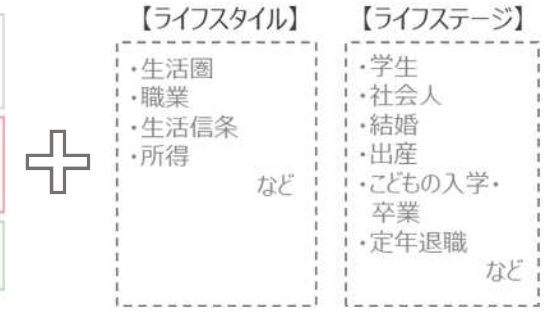 【ライフスタイル】
・生活圏
・職業
・生活信条
・所得
など
【ライフステージ】
・学生
・社会人
・結婚
・出産
・こどもの入学・
卒業
・定年退職
など